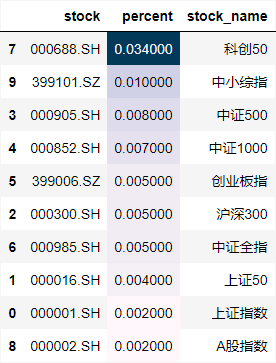 stock percent stock_name
7 000688.SH 0.034000 科创50
9 399101.SZ 0.010000 中小综指
3 000905.SH 0.008000 中证500
4 000852.SH 0.007000 中证1000
5 399006.SZ 0.005000 创业板指
2 000300.SH 0.005000 沪深300
6 000985.SH 0.005000 中证全指
1 000016.SH 0.004000 上证50
0 000001.SH 0.002000 上证指数
8 000002.SH 0.002000 A股指数